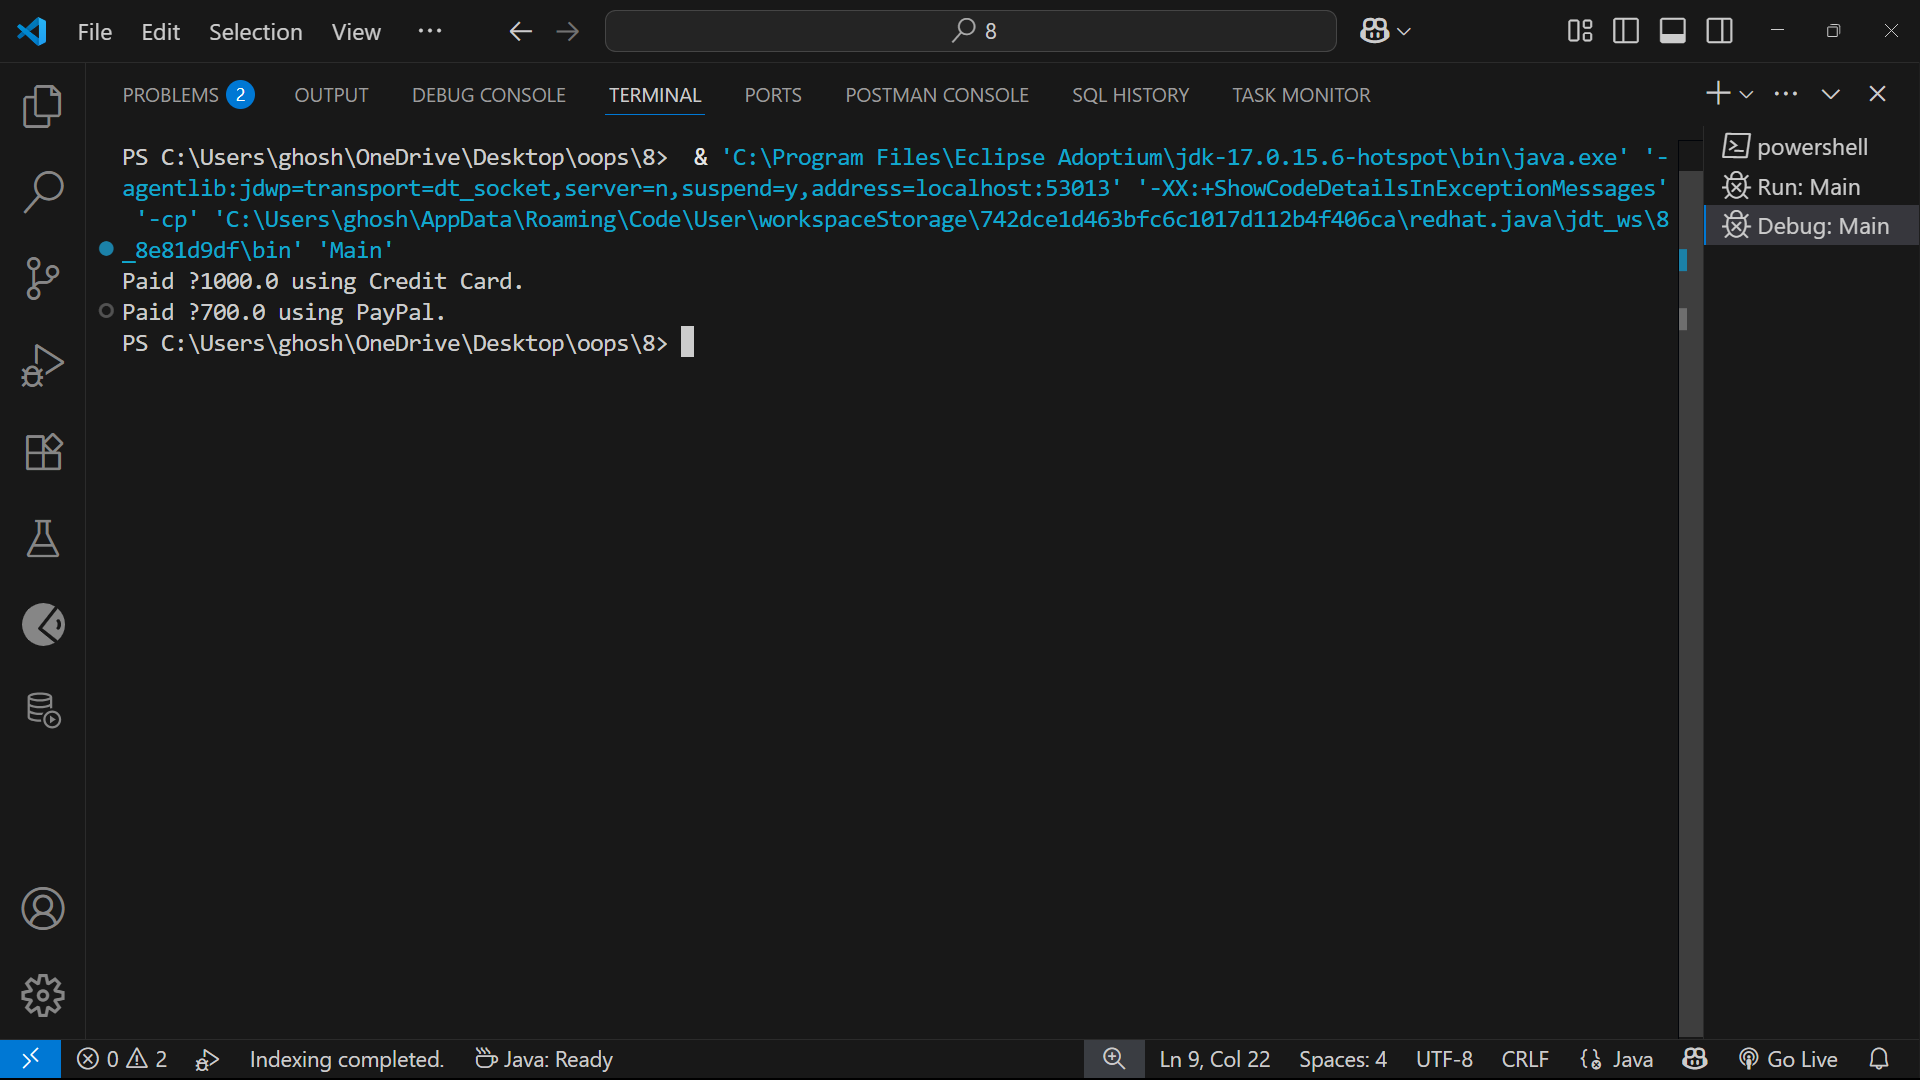 File Edit Selection View ··· 8
PROBLEMS 2 OUTPUT DEBUG CONSOLE TERMINAL PORTS POSTMAN CONSOLE SQL HISTORY TASK MONITOR
PS C:\Users\ghosh\OneDrive\Desktop\oops\8>  & 'C:\Program Files\Eclipse Adoptium\jdk-17.0.15.6-hotspot\bin\java.exe' '-
agentlib:jdwp=transport=dt_socket,server=n,suspend=y,address=localhost:53013' '-XX:+ShowCodeDetailsInExceptionMessages'
 '-cp' 'C:\Users\ghosh\AppData\Roaming\Code\User\workspaceStorage\742dce1d463bfc6c1017d112b4f406ca\redhat.java\jdt_ws\8
_8e81d9df\bin' 'Main'
Paid ?1000.0 using Credit Card.
Paid ?700.0 using PayPal.
PS C:\Users\ghosh\OneDrive\Desktop\oops\8>
powershell
Run: Main
Debug: Main
0 2 Indexing completed. Java: Ready Ln 9, Col 22 Spaces: 4 UTF-8 CRLF {} Java Go Live